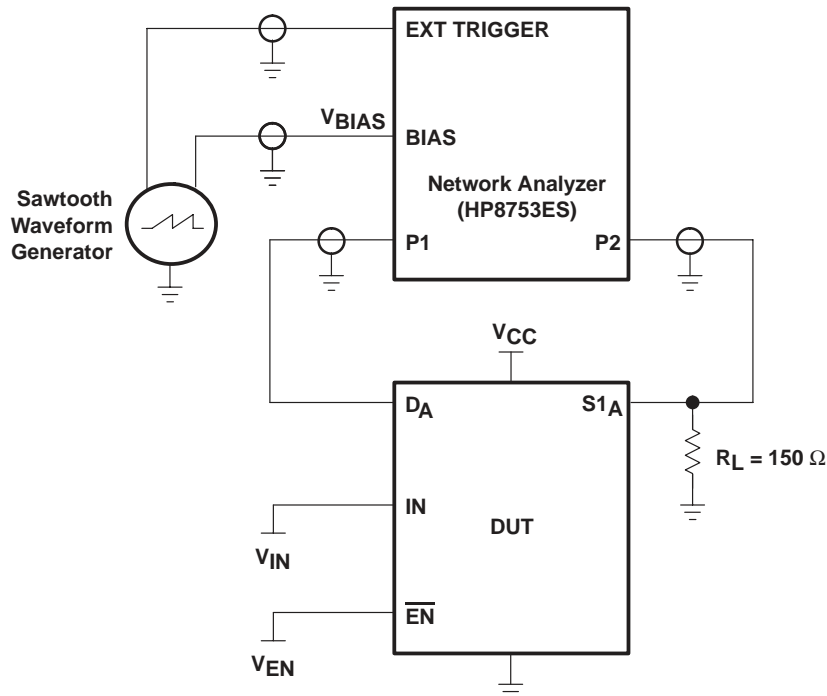 EXT TRIGGER
VBIAS
BIAS
Network Analyzer
(HP8753ES)
Sawtooth
Waveform
Generator
P1
P2
VCC
DA
S1A
RL = 150 Ω
IN
DUT
VIN
EN
VEN